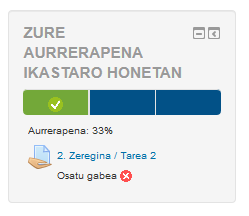 ZURE
AURRERAPENA
IKASTARO HONETAN
Aurrerapena: 33%
2. Zeregina / Tarea 2
Osatu gabea